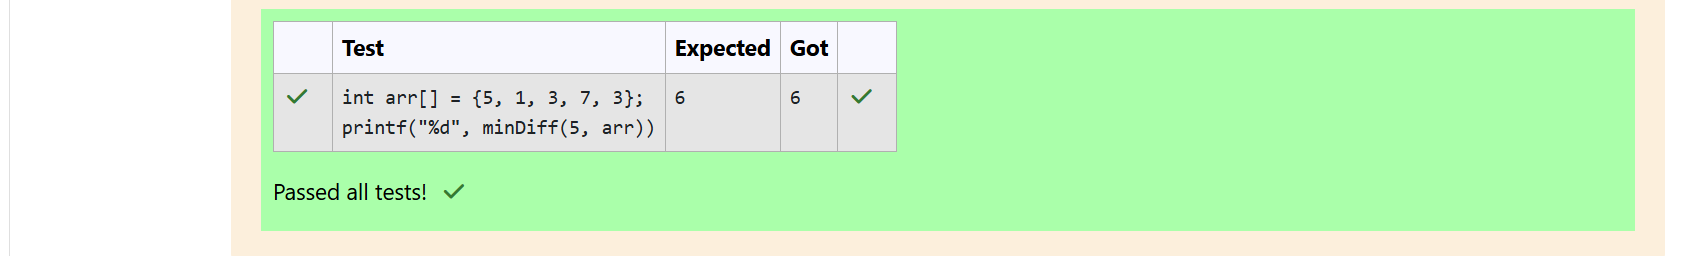 Test Expected Got
int arr[] = {5, 1, 3, 7, 3}; 6 6
printf("%d", minDiff(5, arr))
Passed all tests!